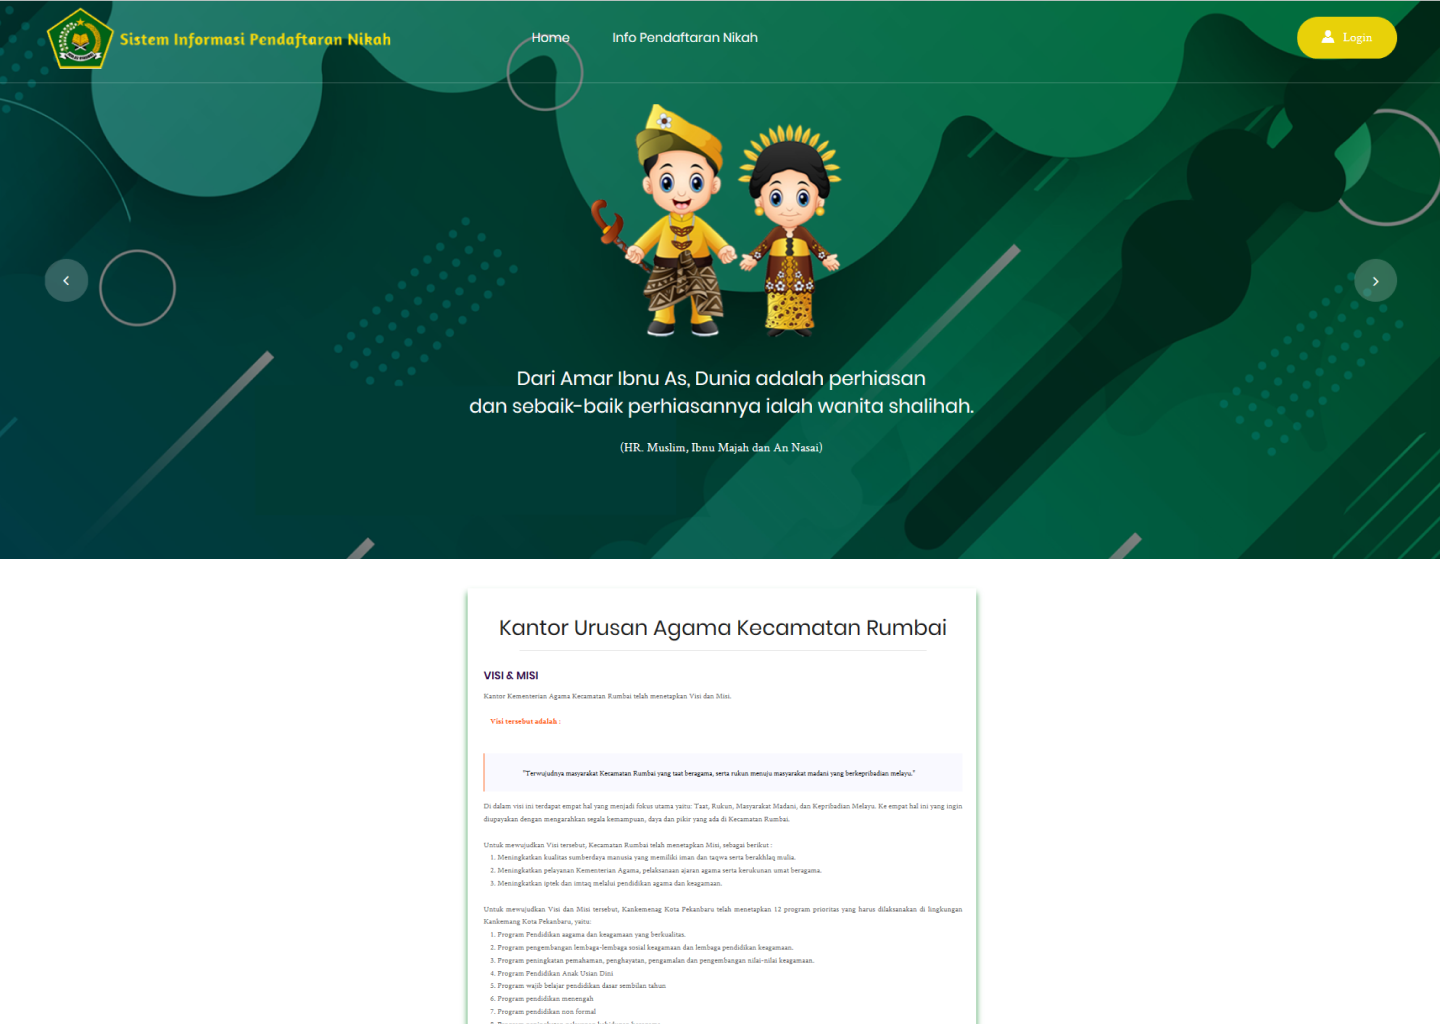 Sistem Informasi Pendaftaran Nikah
Home
Info Pendaftaran Nikah
Login
Dari Amar Ibnu As, Dunia adalah perhiasan
dan sebaik-baik perhiasannya ialah wanita shalihah.
(HR. Muslim, Ibnu Majah dan An Nasai)
Kantor Urusan Agama Kecamatan Rumbai
VISI & MISI
Kantor Kementerian Agama Kecamatan Rumbai telah menetapkan Visi dan Misi.
Visi tersebut adalah :
"Terwujudnya masyarakat Kecamatan Rumbai yang taat beragama, serta rukun menuju masyarakat madani yang berkepribadian melayu."
Di dalam visi ini terdapat empat hal yang menjadi fokus utama yaitu: Taat, Rukun, Masyarakat Madani, dan Kepribadian Melayu. Ke empat hal ini yang ingin
diupayakan dengan mengarahkan segala kemampuan, daya dan pikir yang ada di Kecamatan Rumbai.
Untuk mewujudkan Visi tersebut, Kecamatan Rumbai telah menetapkan Misi, sebagai berikut :
1. Meningkatkan kualitas sumberdaya manusia yang memiliki iman dan taqwa serta berakhlaq mulia.
2. Meningkatkan pelayanan Kementerian Agama, pelaksanaan ajaran agama serta kerukunan umat beragama.
3. Meningkatkan iptek dan imtaq melalui pendidikan agama dan keagamaan.
Untuk mewujudkan Visi dan Misi tersebut, Kankemenag Kota Pekanbaru telah menetapkan 12 program prioritas yang harus dilaksanakan di lingkungan
Kankemang Kota Pekanbaru, yaitu:
1. Program Pendidikan aagama dan keagamaan yang berkualitas.
2. Program pengembangan lembaga-lembaga sosial keagamaan dan lembaga pendidikan keagamaan.
3. Program peningkatan pemahaman, penghayatan, pengamalan dan pengembangan nilai-nilai keagamaan.
4. Program Pendidikan Anak Usian Dini
5. Program wajib belajar pendidikan dasar sembilan tahun
6. Program pendidikan menengah
7. Program pendidikan non formal